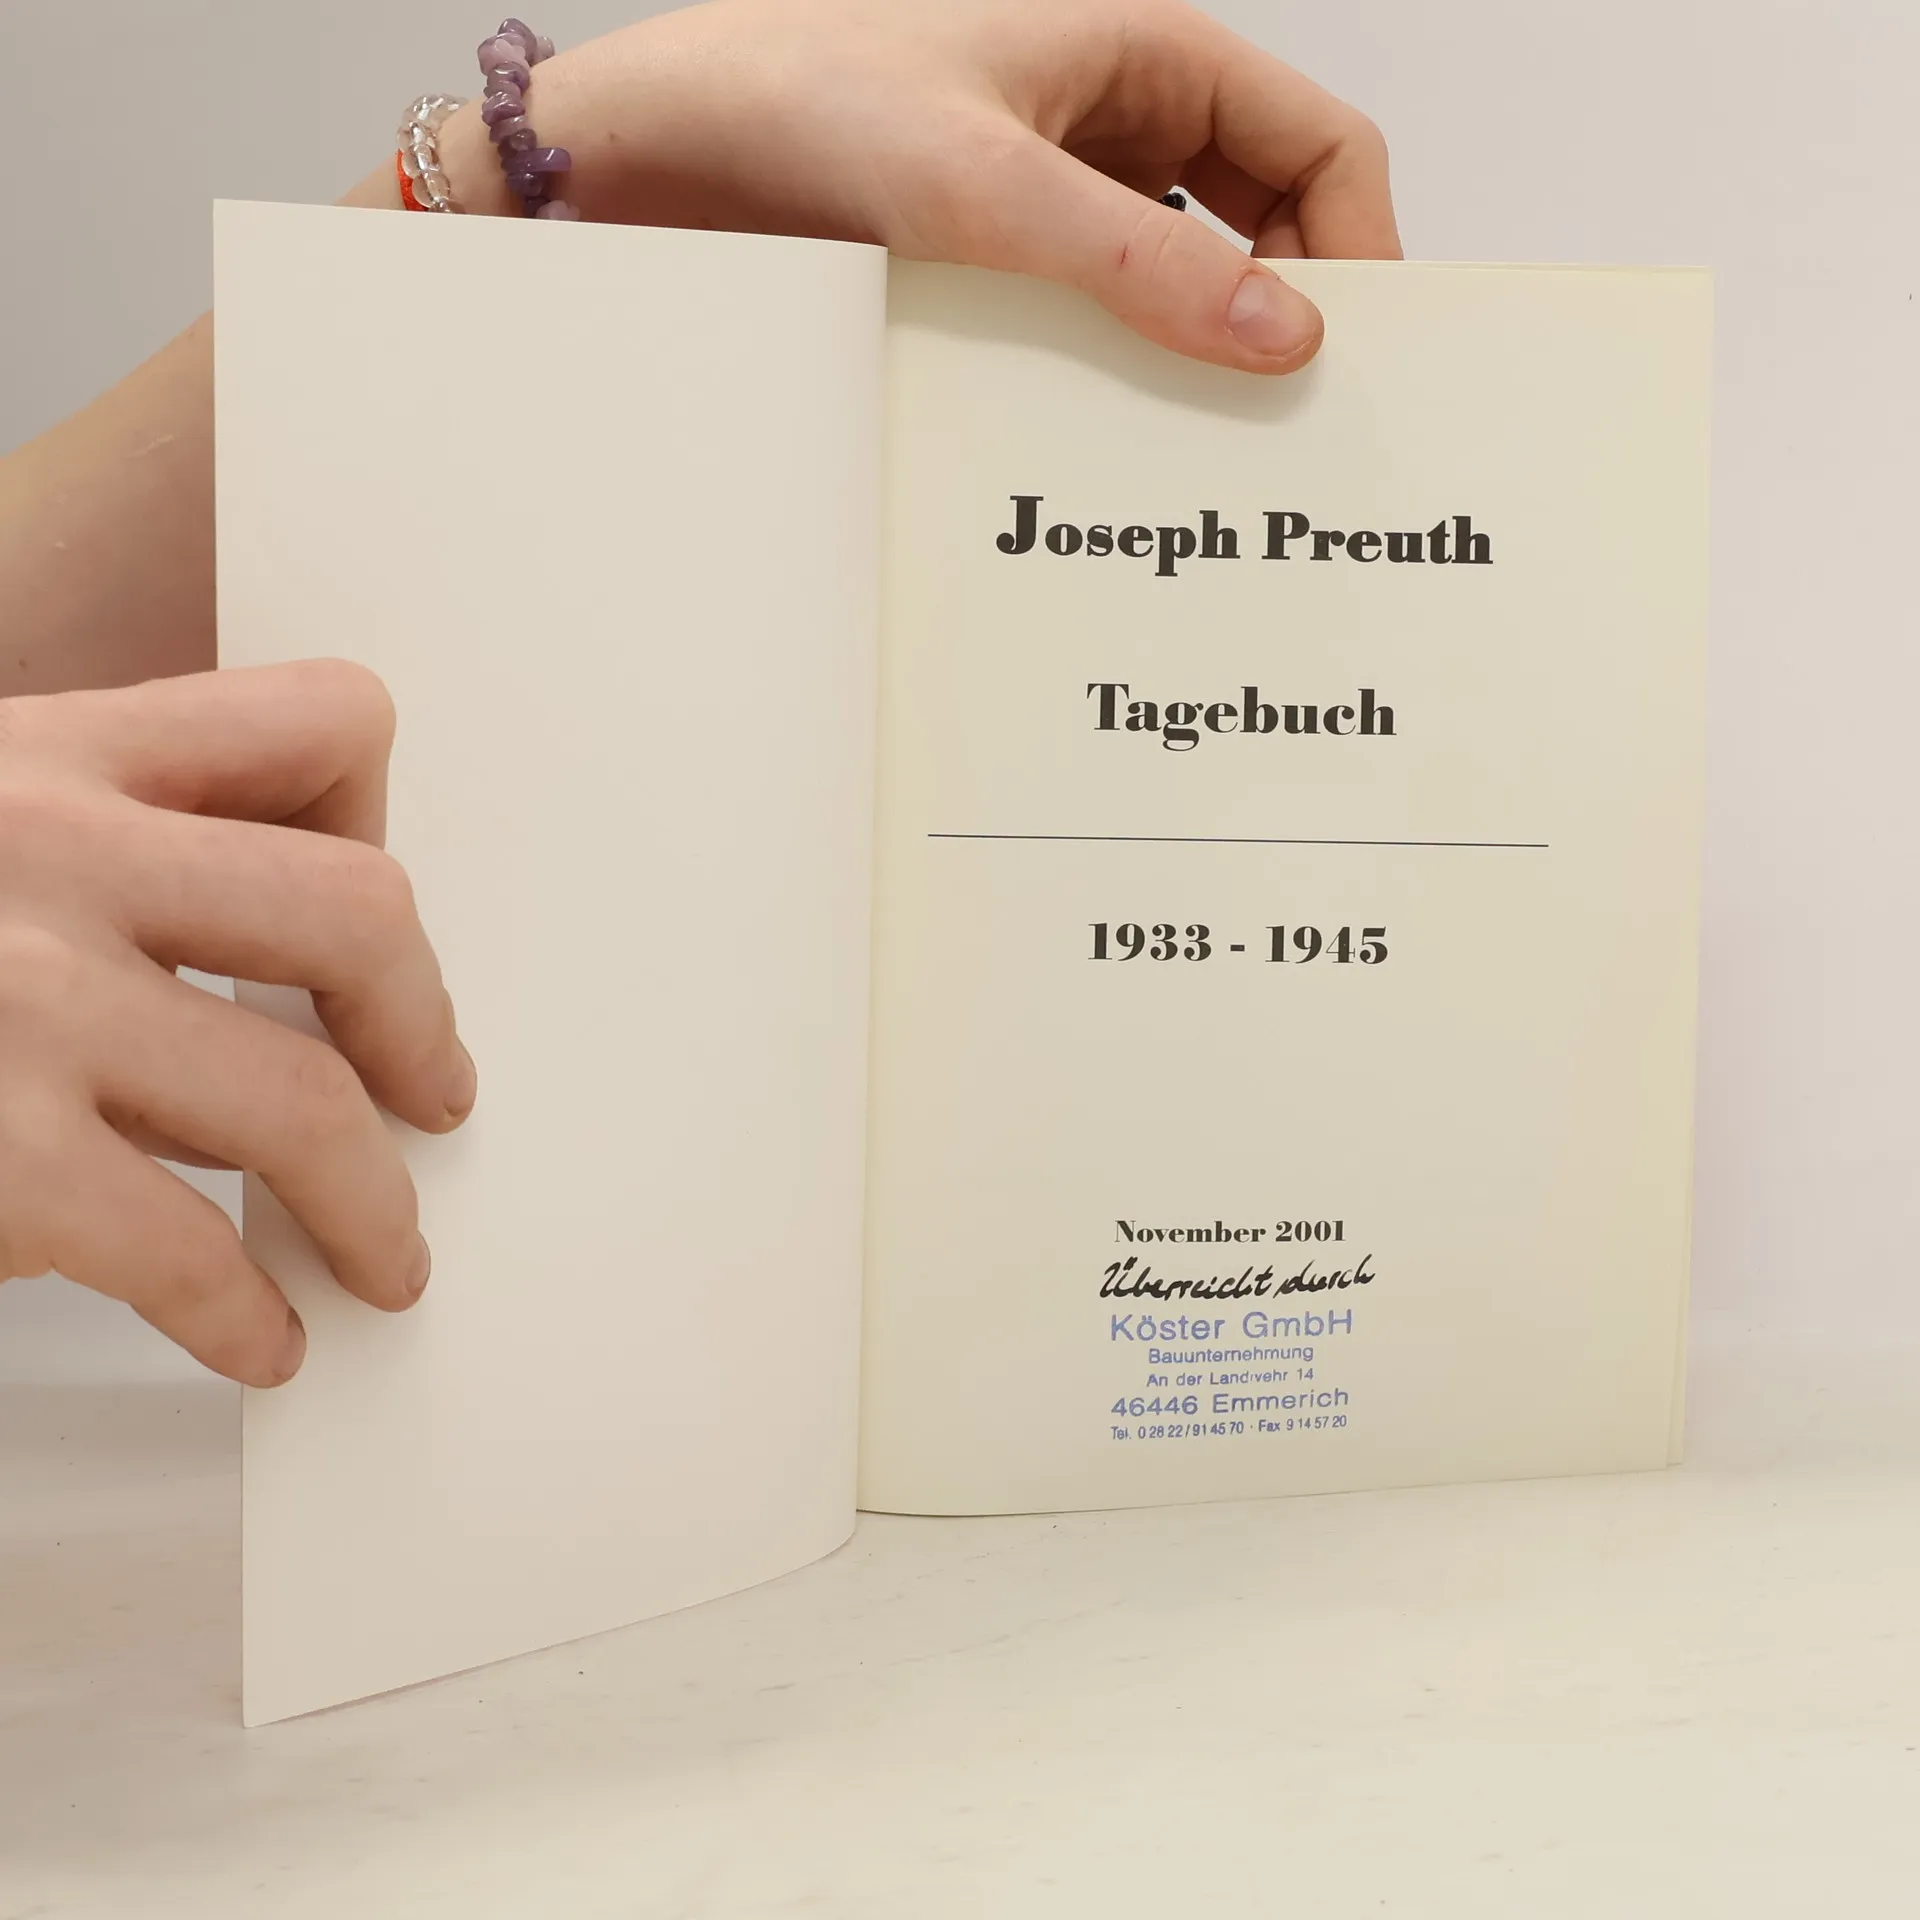 Joseph Preuth
Tagebuch
1933 - 1945
November 2001
Überreicht durch
Köster GmbH
Bauunternehmung
An der Landwehr 14
46446 Emmerich
Tel. 0 28 22 / 91 45 70 · Fax 9 14 57 20